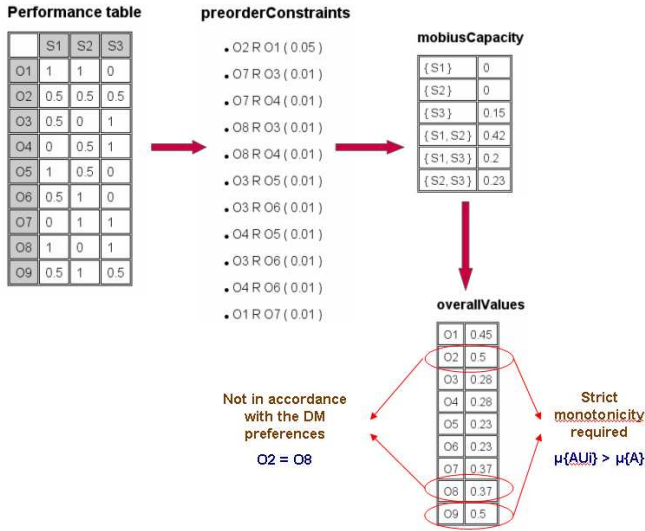 Performance table
S1 S2 S3
O1 1 1 0
O2 0.5 0.5 0.5
O3 0.5 0 1
O4 0 0.5 1
O5 1 0.5 0
O6 0.5 1 0
O7 0 1 1
O8 1 0 1
O9 0.5 1 0.5
preorderConstraints
• O2 R O1 ( 0.05 )
• O7 R O3 ( 0.01 )
• O7 R O4 ( 0.01 )
• O8 R O3 ( 0.01 )
• O8 R O4 ( 0.01 )
• O3 R O5 ( 0.01 )
• O3 R O6 ( 0.01 )
• O4 R O5 ( 0.01 )
• O3 R O6 ( 0.01 )
• O4 R O6 ( 0.01 )
• O1 R O7 ( 0.01 )
mobiusCapacity
{S1} 0
{S2} 0
{S3} 0.15
{S1,S2} 0.42
{S1,S3} 0.2
{S2,S3} 0.23
overallValues
O1 0.45
O2 0.5
O3 0.28
O4 0.28
O5 0.23
O6 0.23
O7 0.37
O8 0.37
O9 0.5
Not in accordance
with the DM
preferences
O2 = O8
Strict
monotonicity
required
µ{AUi} > µ{A}